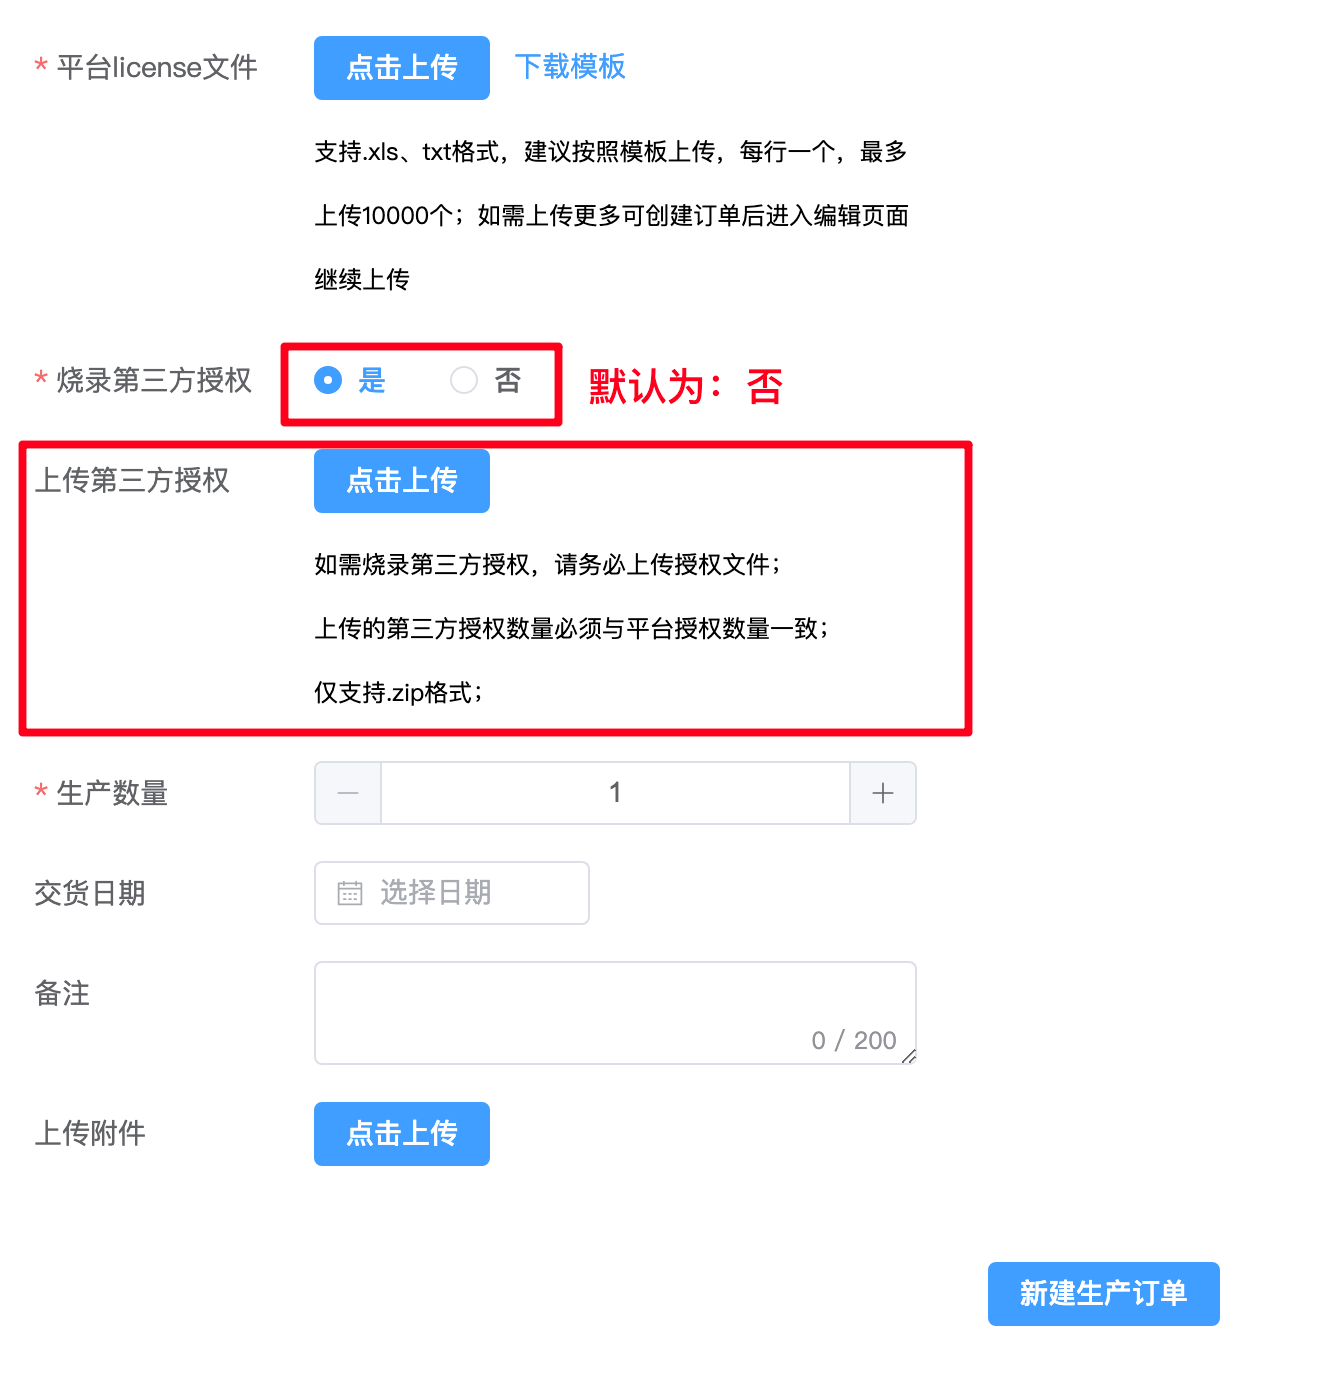 * 平台license文件 点击上传 下载模板
支持.xls、txt格式，建议按照模板上传，每行一个，最多
上传10000个；如需上传更多可创建订单后进入编辑页面
继续上传
* 烧录第三方授权 是 否 默认为：否
上传第三方授权 点击上传
如需烧录第三方授权，请务必上传授权文件；
上传的第三方授权数量必须与平台授权数量一致；
仅支持.zip格式；
* 生产数量 1
交货日期 选择日期
备注
0 / 200
上传附件 点击上传
新建生产订单